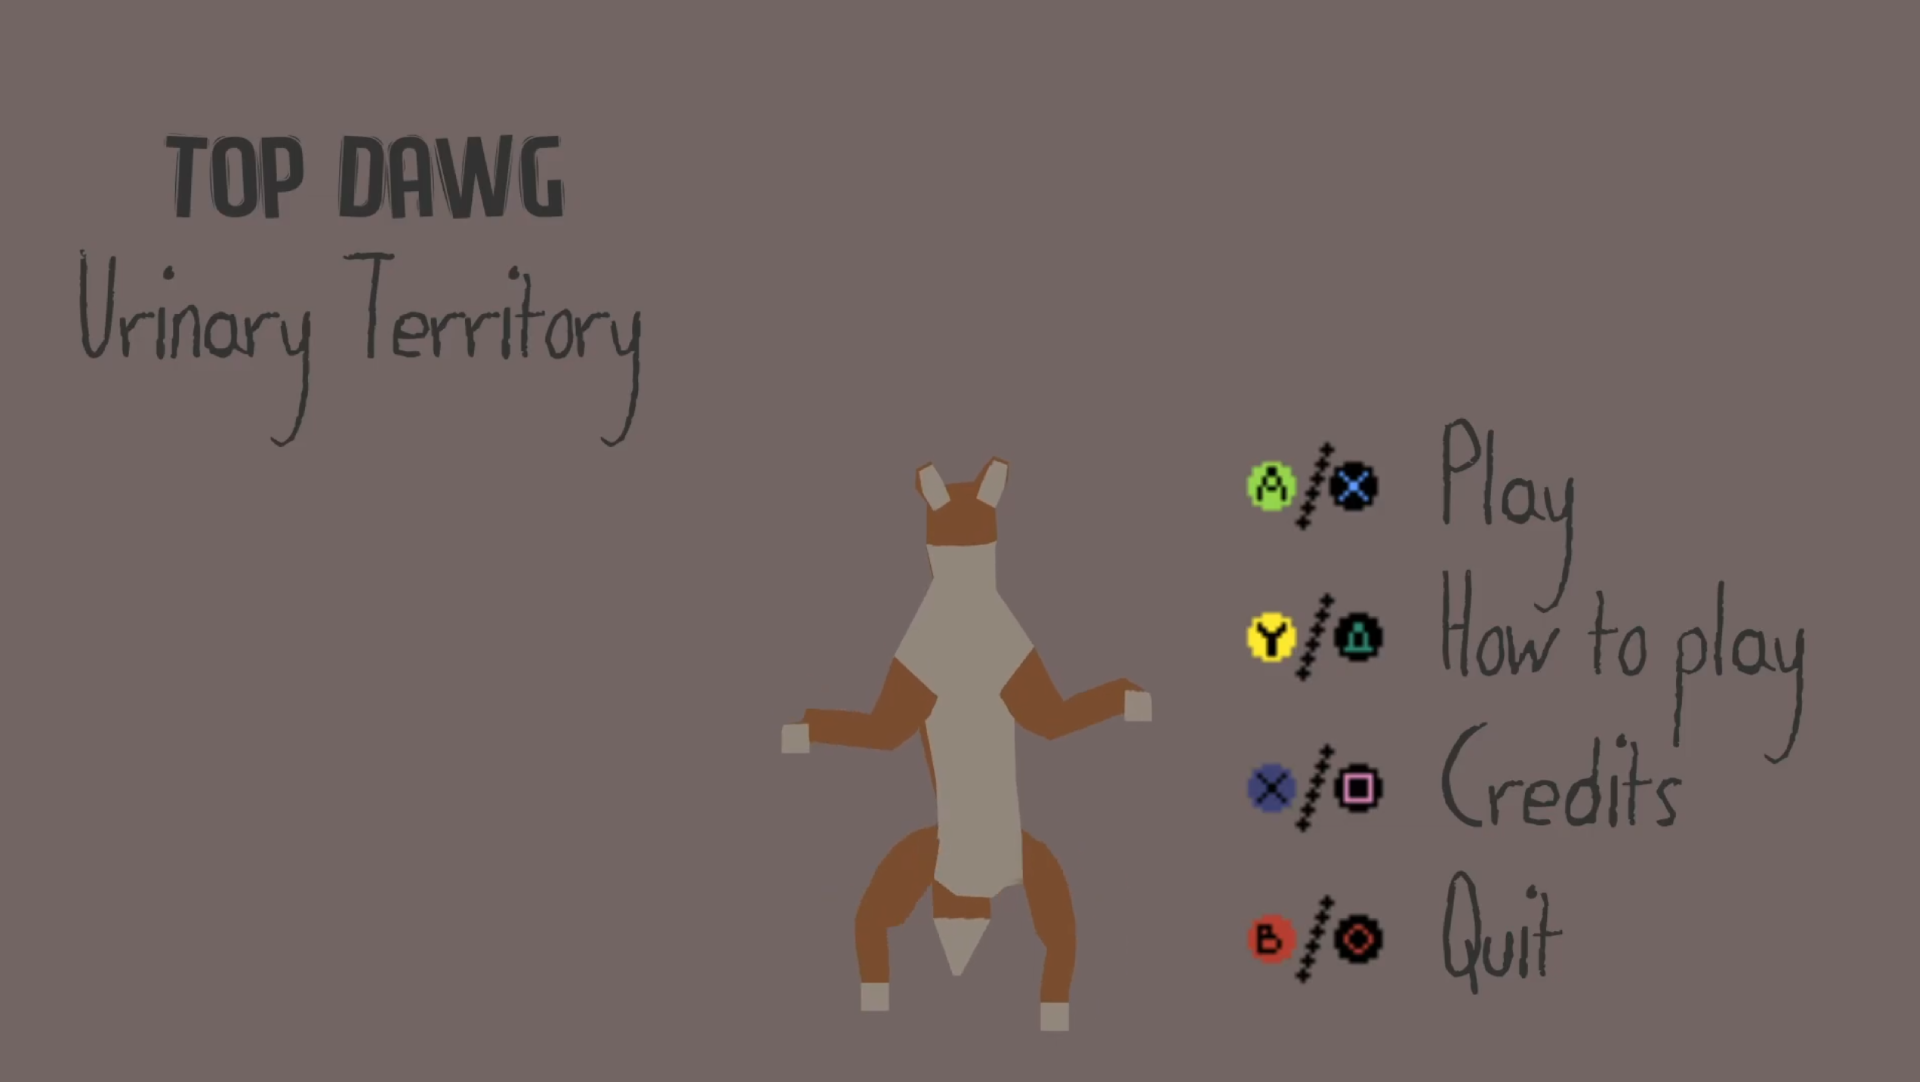 TOP DAWG
Urinary Territory
A / X Play
Y / Δ How to play
X / □ Credits
B / ○ Quit